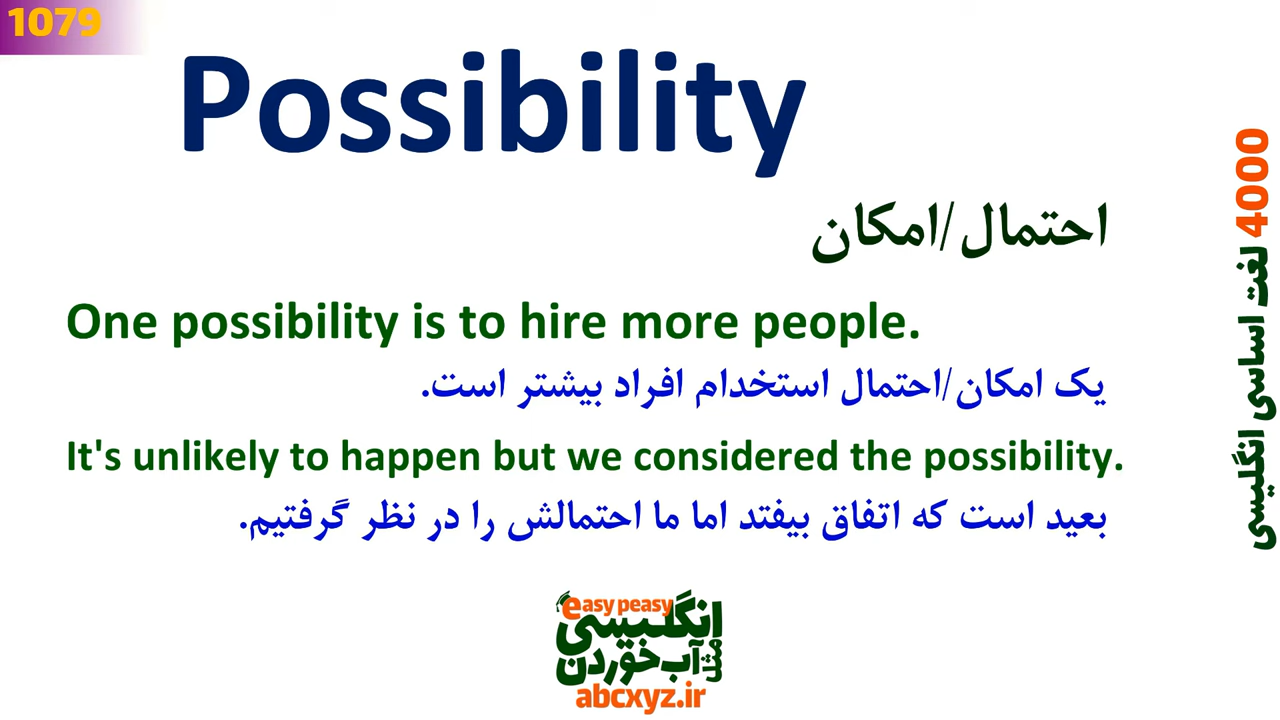 1079
Possibility
احتمال/امکان
One possibility is to hire more people.
یک امکان/احتمال استخدام افراد بیشتر است.
It's unlikely to happen but we considered the possibility.
بعید است که اتفاق بیفتد اما ما احتمالش را در نظر گرفتیم.
4000 لغت اساسی انگلیسی
easy peasy
انگلیسی
مثل آب خوردن
abcxyz.ir